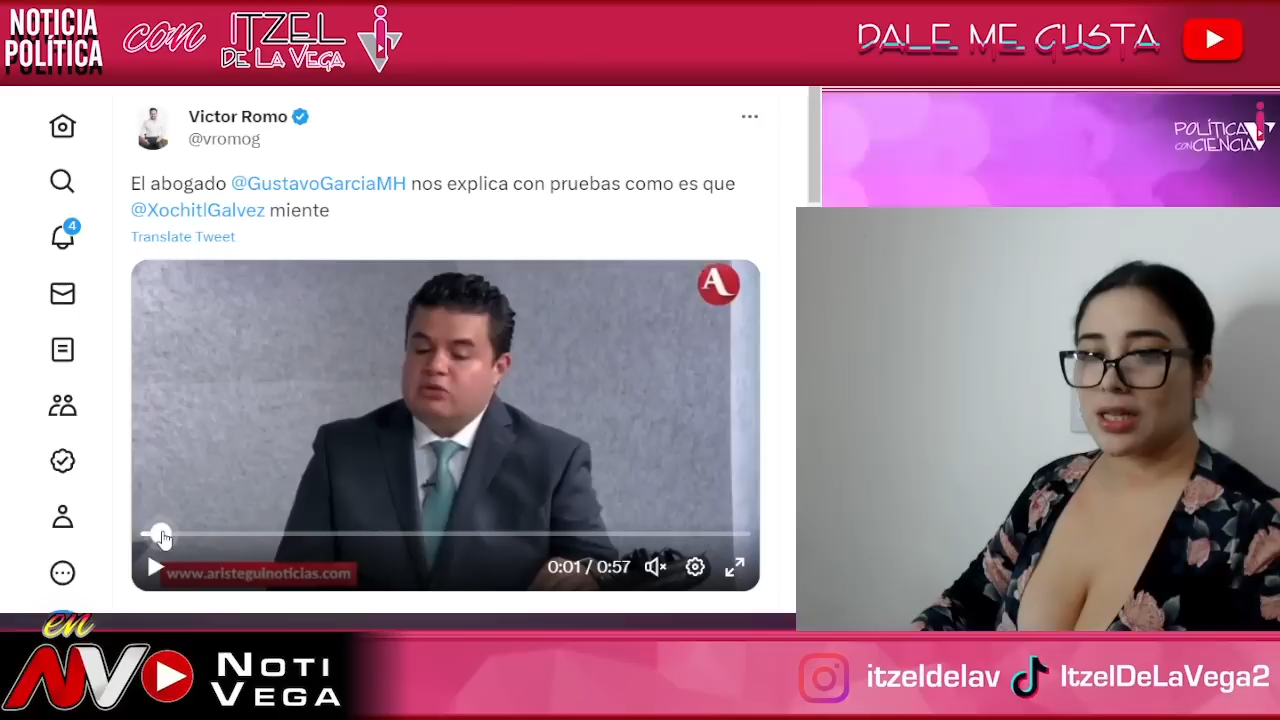 NOTICIA
POLÍTICA
con
ITZEL
DE LA VEGA
DALE ME GUSTA
Victor Romo
@vromog
El abogado @GustavoGarciaMH nos explica con pruebas como es que
@XochitlGalvez miente
Translate Tweet
4
A
POLÍTICA
CON CIENCIA
0:01 / 0:57
www.aristeguinoticias.com
en
NV
NOTI
VEGA
itzeldelav
ItzelDeLaVega2